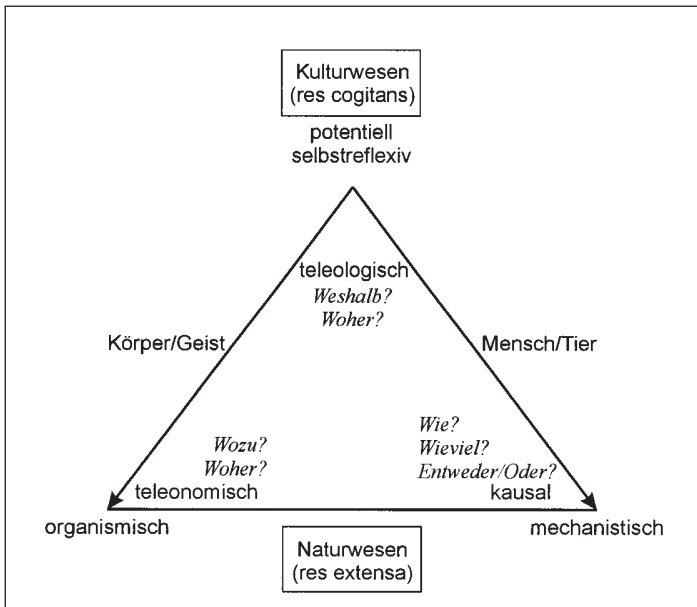 Kulturwesen
(res cogitans)
potentiell
selbstreflexiv
teleologisch
Weshalb?
Woher?
Körper/Geist
Mensch/Tier
Wozu?
Woher?
teleonomisch
Wie?
Wieviel?
Entweder/Oder?
kausal
organismisch
mechanistisch
Naturwesen
(res extensa)